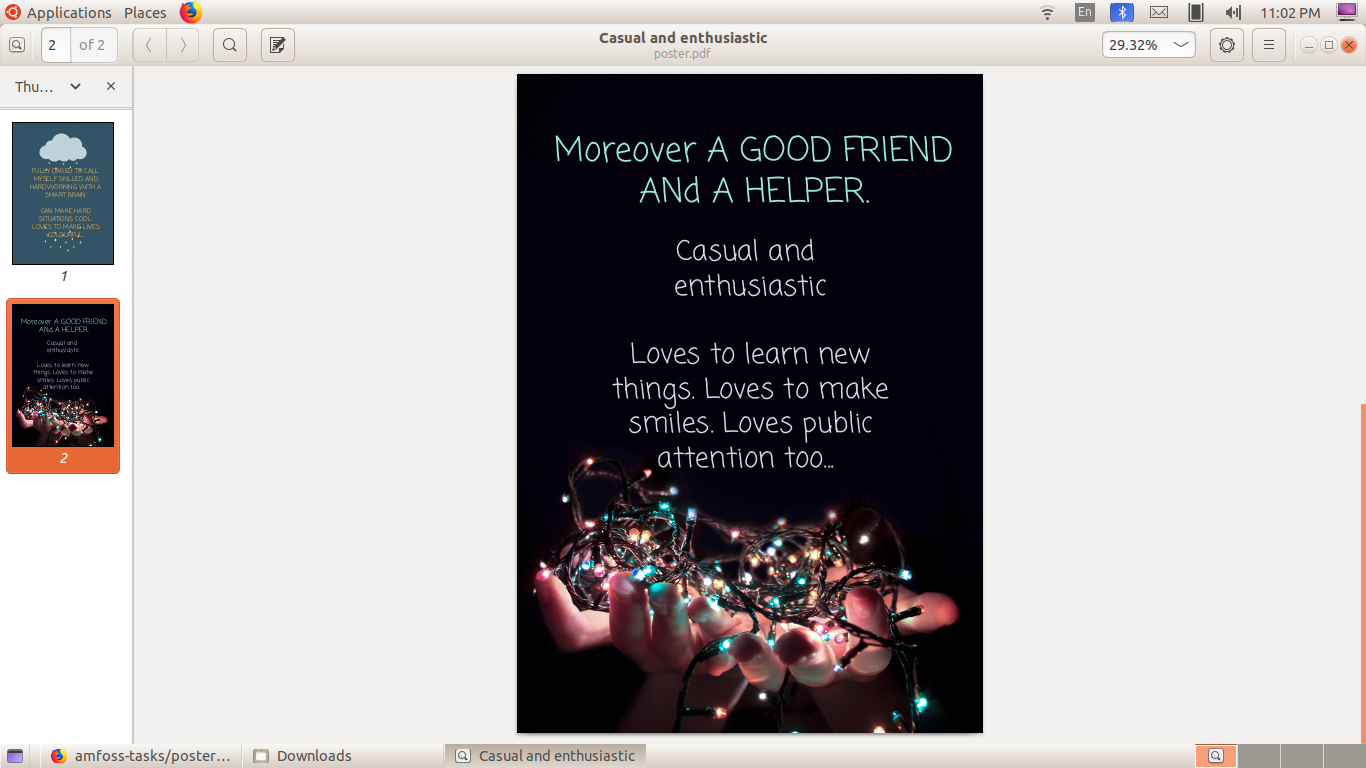 Applications Places
En
11:02 PM
2 of 2
Casual and enthusiastic
poster.pdf
29.32%
Thu...
FULLY DARED TO CALL
MYSELF SKILLED AND
HARDWORKING WITH A
SMART BRAIN.
CAN MAKE HARD
SITUATIONS COOL.
LOVES TO MAKE LIVES
COLOURFUL.
1
Moreover A GOOD FRIEND
ANd A HELPER.
Casual and
enthusiastic
Loves to learn new
things. Loves to make
smiles. Loves public
attention too...
2
Moreover A GOOD FRIEND
ANd A HELPER.
Casual and
enthusiastic
Loves to learn new
things. Loves to make
smiles. Loves public
attention too...
amfoss-tasks/poster...
Downloads
Casual and enthusiastic